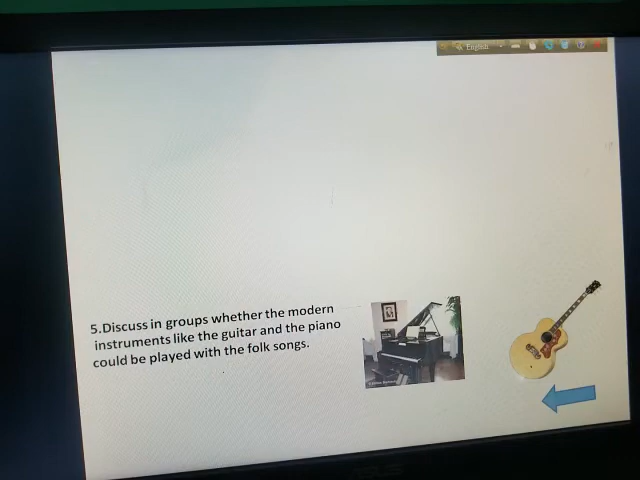 English
5.Discuss in groups whether the modern
instruments like the guitar and the piano
could be played with the folk songs.